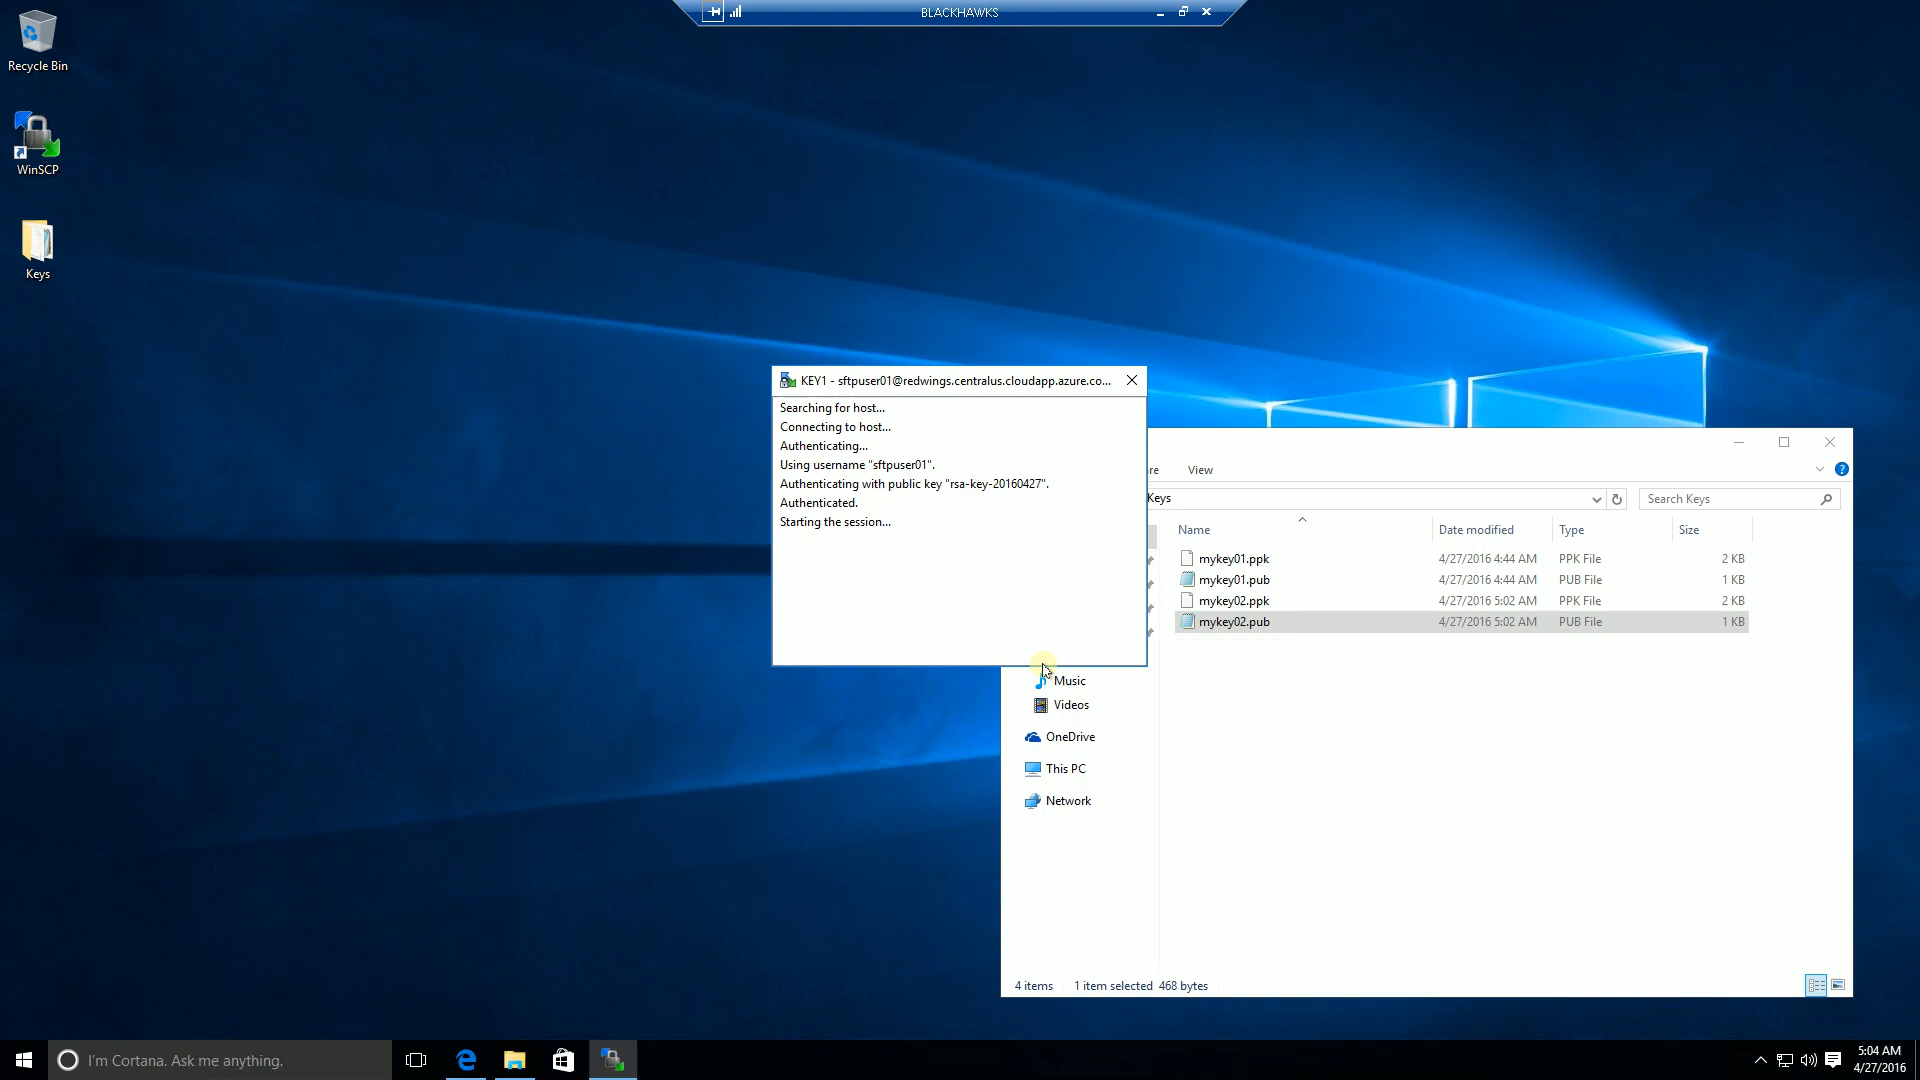 BLACKHAWKS
Recycle Bin
WinSCP
Keys
KEY1 - sftpuser01@redwings.centralus.cloudapp.azure.co...
Searching for host...
Connecting to host...
Authenticating...
Using username "sftpuser01".
Authenticating with public key "rsa-key-20160427".
Authenticated.
Starting the session...
re View
Keys Search Keys
Name Date modified Type Size
mykey01.ppk 4/27/2016 4:44 AM PPK File 2 KB
mykey01.pub 4/27/2016 4:44 AM PUB File 1 KB
mykey02.ppk 4/27/2016 5:02 AM PPK File 2 KB
mykey02.pub 4/27/2016 5:02 AM PUB File 1 KB
Music
Videos
OneDrive
This PC
Network
4 items 1 item selected 468 bytes
I'm Cortana. Ask me anything.
5:04 AM
4/27/2016